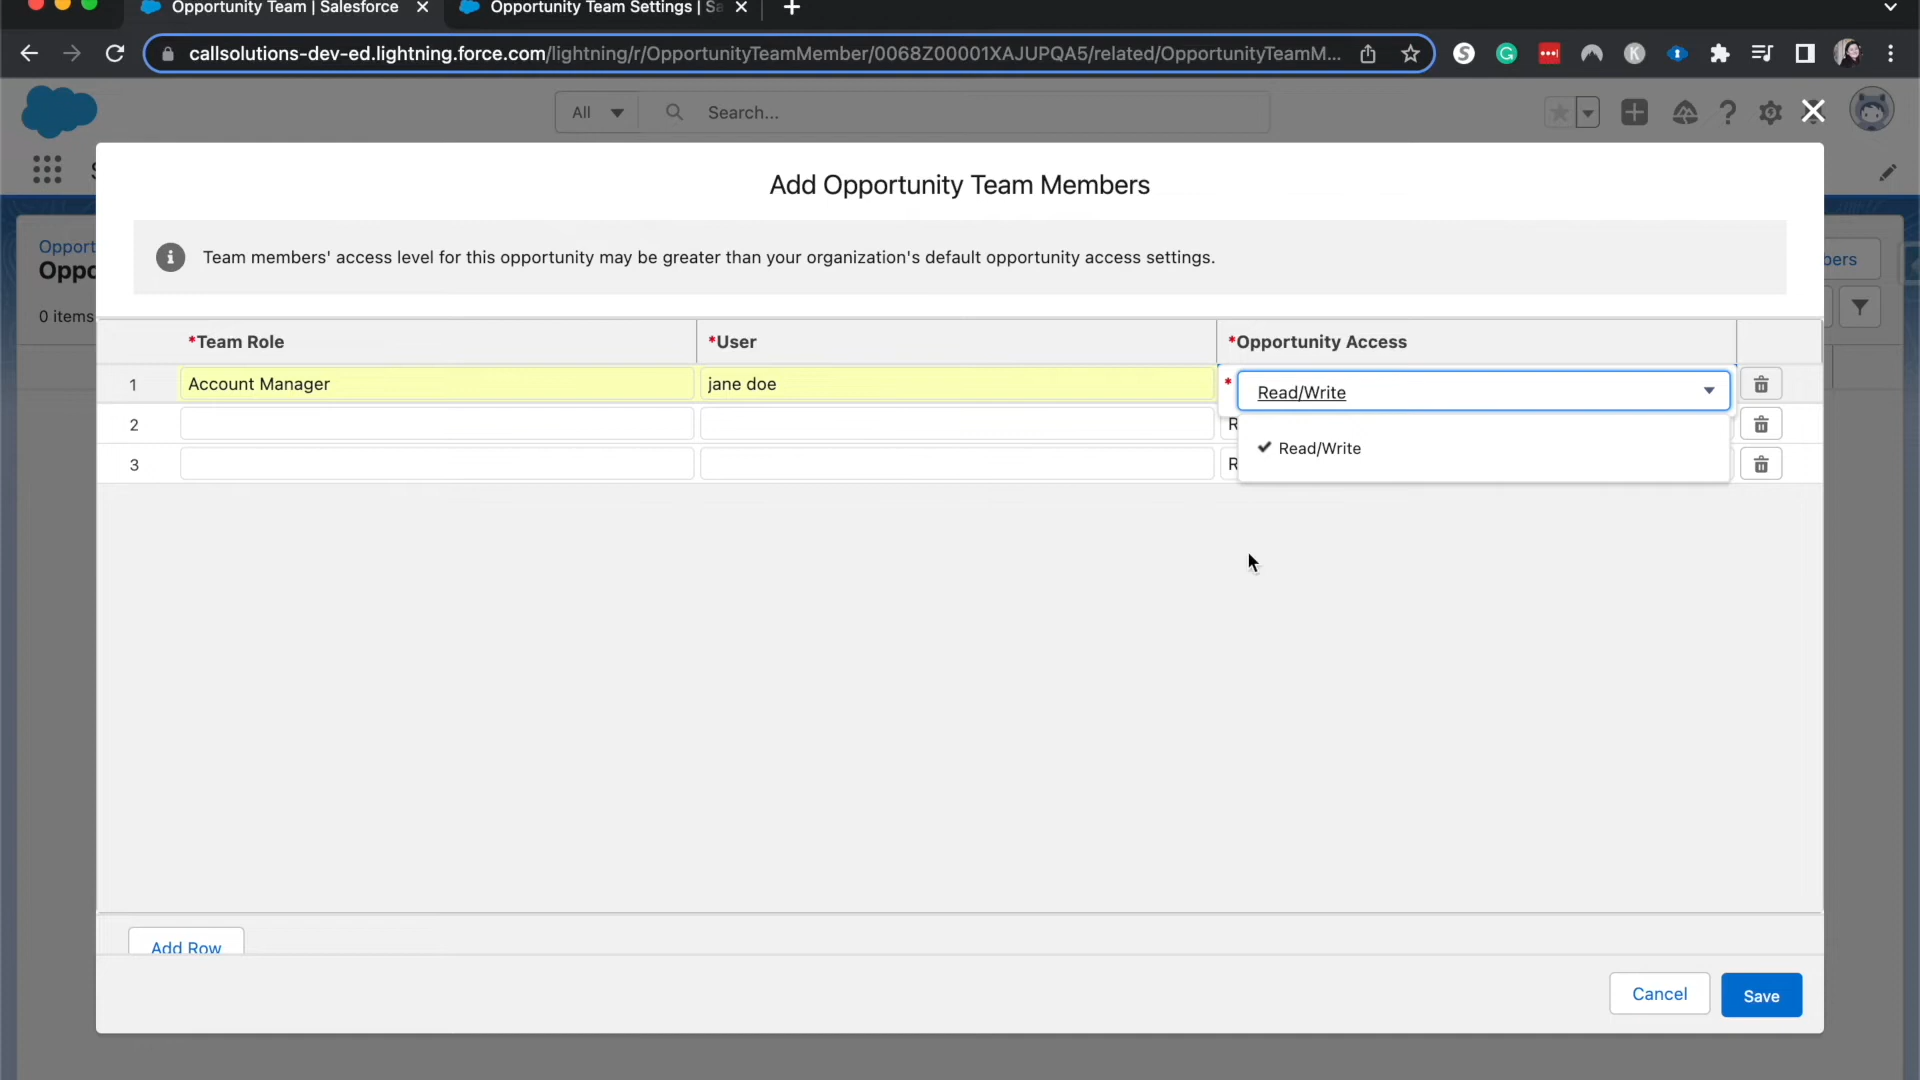 Opportunity Team | Salesforce
Opportunity Team Settings | Sa
callsolutions-dev-ed.lightning.force.com/lightning/r/OpportunityTeamMember/0068Z00001XAJUPQA5/related/OpportunityTeamM...
All
Search...
Add Opportunity Team Members
Opport
Oppo
0 items
bers
Team members' access level for this opportunity may be greater than your organization's default opportunity access settings.
*Team Role
*User
*Opportunity Access
1
Account Manager
jane doe
* Read/Write
2
R
Read/Write
3
R
Add Row
Cancel
Save